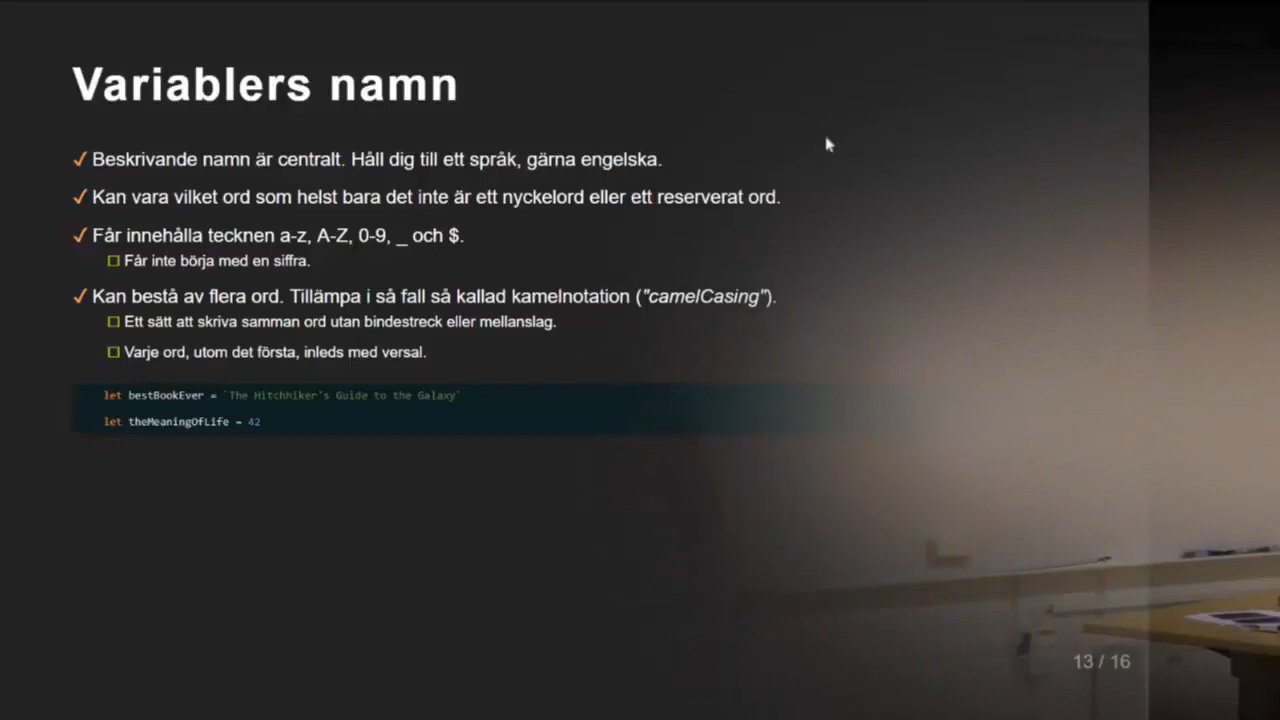 Variablers namn
✓ Beskrivande namn är centralt. Håll dig till ett språk, gärna engelska.
✓ Kan vara vilket ord som helst bara det inte är ett nyckelord eller ett reserverat ord.
✓ Får innehålla tecknen a-z, A-Z, 0-9, _ och $.
☐ Får inte börja med en siffra.
✓ Kan bestå av flera ord. Tillämpa i så fall så kallad kamelnotation ("camelCasing").
☐ Ett sätt att skriva samman ord utan bindestreck eller mellanslag.
☐ Varje ord, utom det första, inleds med versal.
let bestBookEver = `The Hitchhiker's Guide to the Galaxy`
let theMeaningOfLife = 42
13 / 16